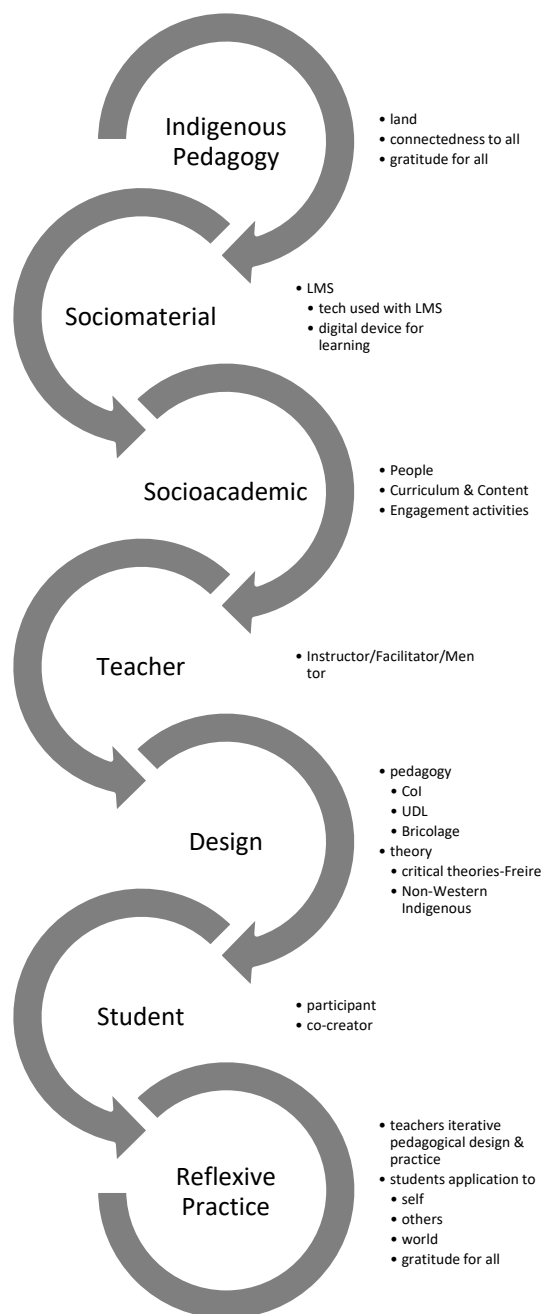 Indigenous
Pedagogy
• land
• connectedness to all
• gratitude for all
Sociomaterial
• LMS
• tech used with LMS
• digital device for
learning
Socioacademic
• People
• Curriculum & Content
• Engagement activities
Teacher
• Instructor/Facilitator/Men
tor
Design
• pedagogy
• CoI
• UDL
• Bricolage
• theory
• critical theories-Freire
• Non-Western
Indigenous
Student
• participant
• co-creator
Reflexive
Practice
• teachers iterative
pedagogical design &
practice
• students application to
• self
• others
• world
• gratitude for all